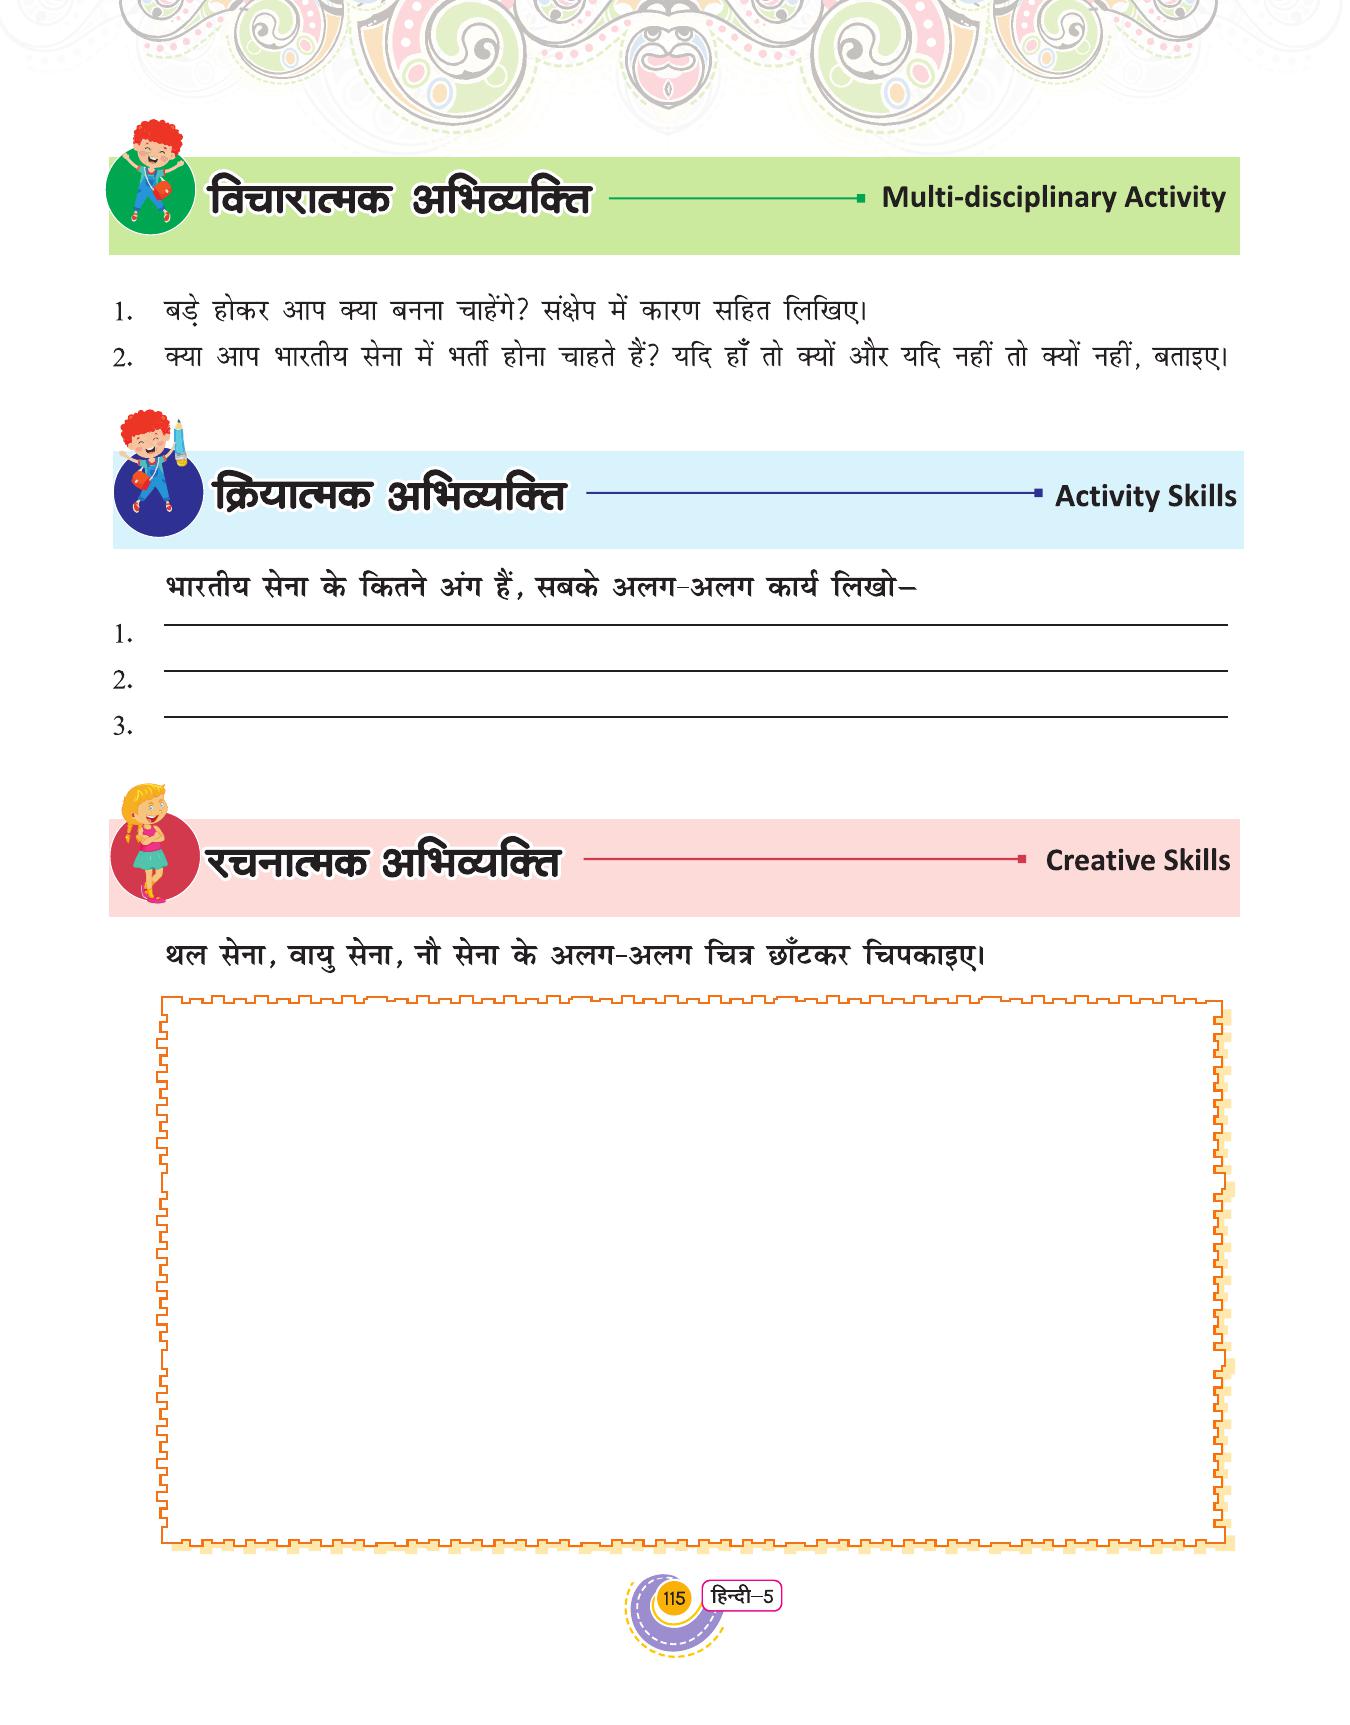 विचारात्मक अभिव्यक्ति Multi-disciplinary Activity
1. बड़े होकर आप क्या बनना चाहेंगे? संक्षेप में कारण सहित लिखिए।
2. क्या आप भारतीय सेना में भर्ती होना चाहते हैं? यदि हाँ तो क्यों और यदि नहीं तो क्यों नहीं, बताइए।
क्रियात्मक अभिव्यक्ति Activity Skills
भारतीय सेना के कितने अंग हैं, सबके अलग-अलग कार्य लिखो–
1.
2.
3.
रचनात्मक अभिव्यक्ति Creative Skills
थल सेना, वायु सेना, नौ सेना के अलग-अलग चित्र छाँटकर चिपकाइए।
115 हिन्दी–5